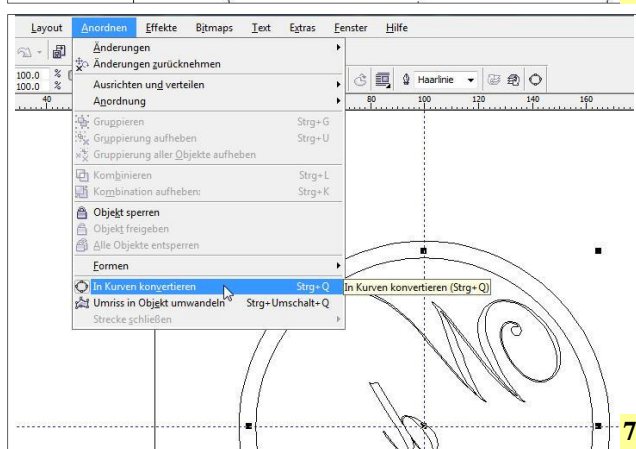 Layout Anordnen Effekte Bitmaps Text Extras Fenster Hilfe
Änderungen
Änderungen zurücknehmen
100.0 %
100.0 %
Haarlinie
Ausrichten und verteilen
Anordnung
40 80 100 120 140 160
Gruppieren Strg+G
Gruppierung aufheben Strg+U
Gruppierung aller Objekte aufheben
Kombinieren Strg+L
Kombination aufheben: Strg+K
Objekt sperren
Objekt freigeben
Alle Objekte entsperren
Formen
In Kurven konvertieren Strg+Q
In Kurven konvertieren (Strg+Q)
Umriss in Objekt umwandeln Strg+Umschalt+Q
Strecke schließen
7